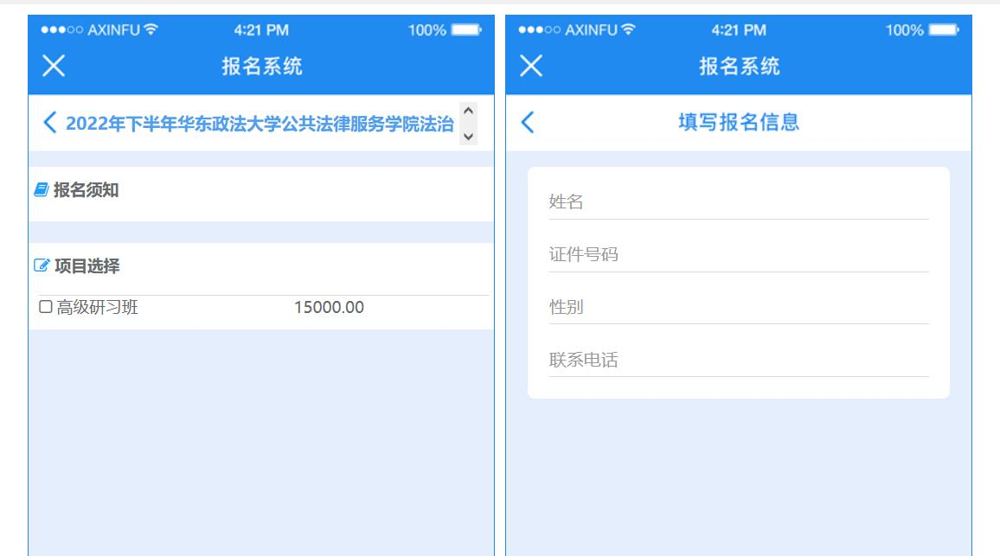 AXINFU 4:21 PM 100%
报名系统
2022年下半年华东政法大学公共法律服务学院法治
报名须知
项目选择
高级研习班 15000.00
AXINFU 4:21 PM 100%
报名系统
填写报名信息
姓名
证件号码
性别
联系电话